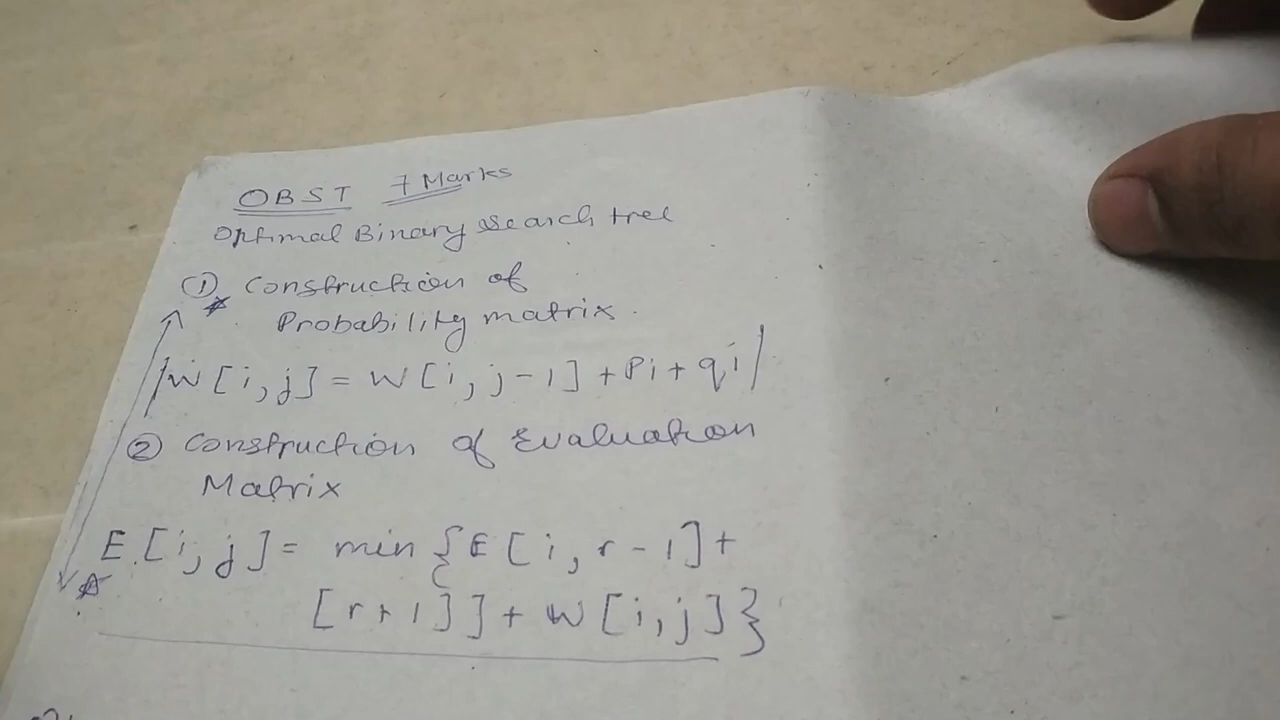 OBST 7 Marks
Optimal Binary Search tree
① Construction of
Probability matrix.
|W[i,j] = W[i, j-1] + Pi + qi|
② Construction of Evaluation
Matrix
E.[i,j] = min {E[i, r-1] +
[r+1]] + W[i,j]}